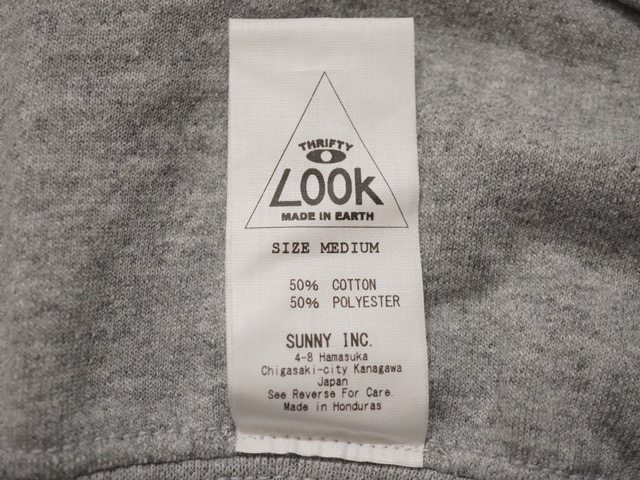 THRIFTY
LOOK
MADE IN EARTH
SIZE MEDIUM
50% COTTON
50% POLYESTER
SUNNY INC.
4-8 Hamasuka
Chigasaki-city Kanagawa
Japan
See Reverse For Care.
Made in Honduras